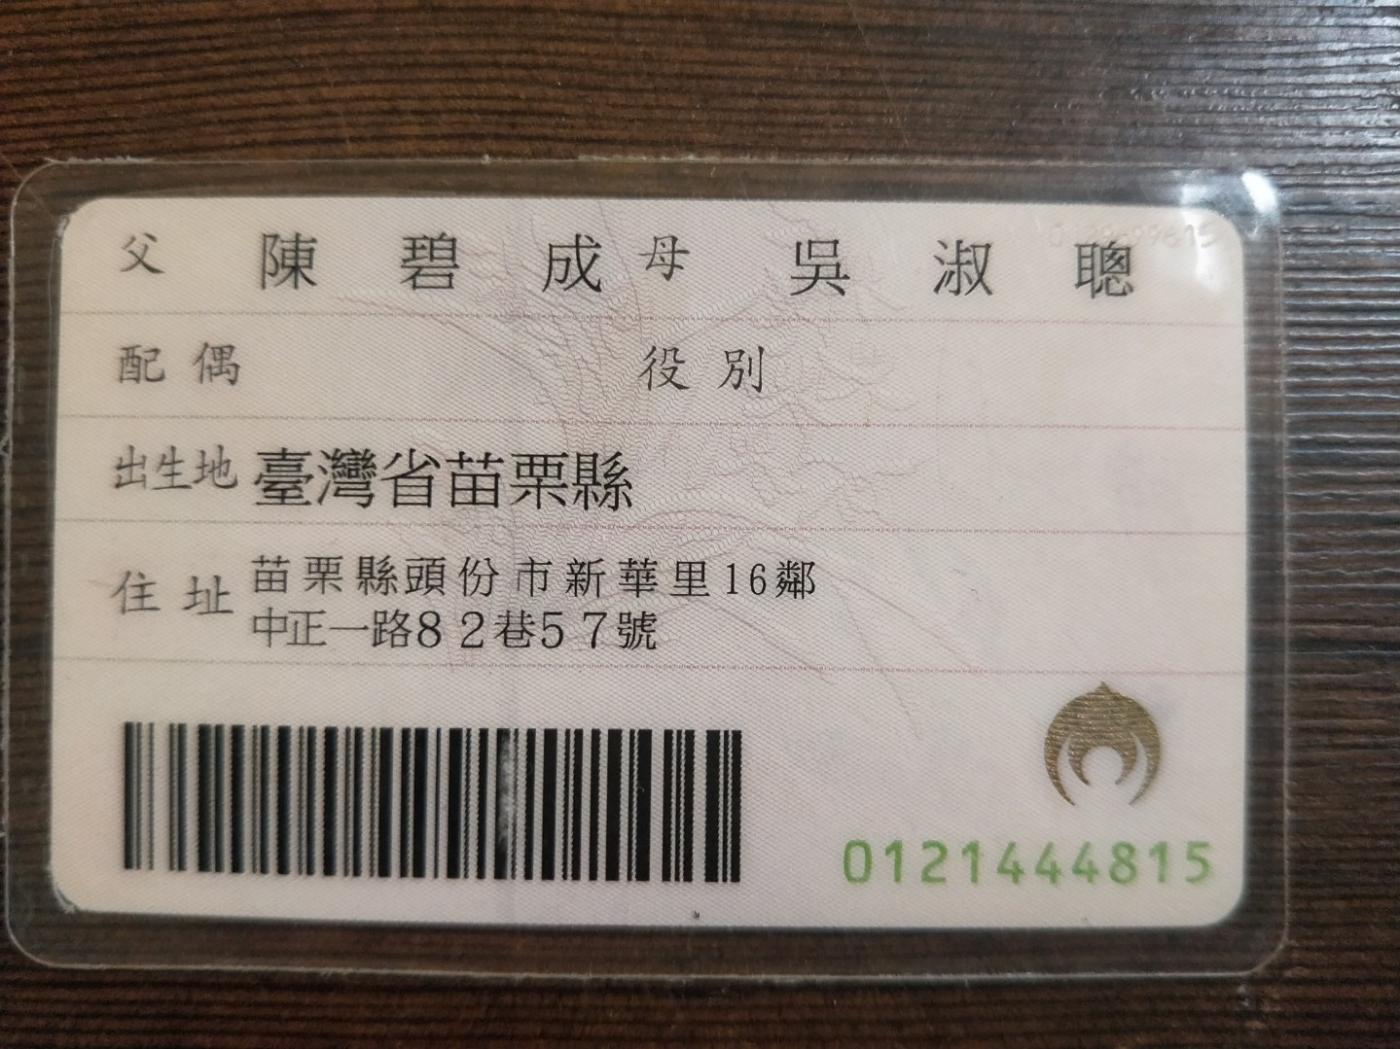 父 陳碧成 母 吳淑聰
配偶 役別
出生地 臺灣省苗栗縣
住址 苗栗縣頭份市新華里16鄰
中正一路82巷57號
0121444815